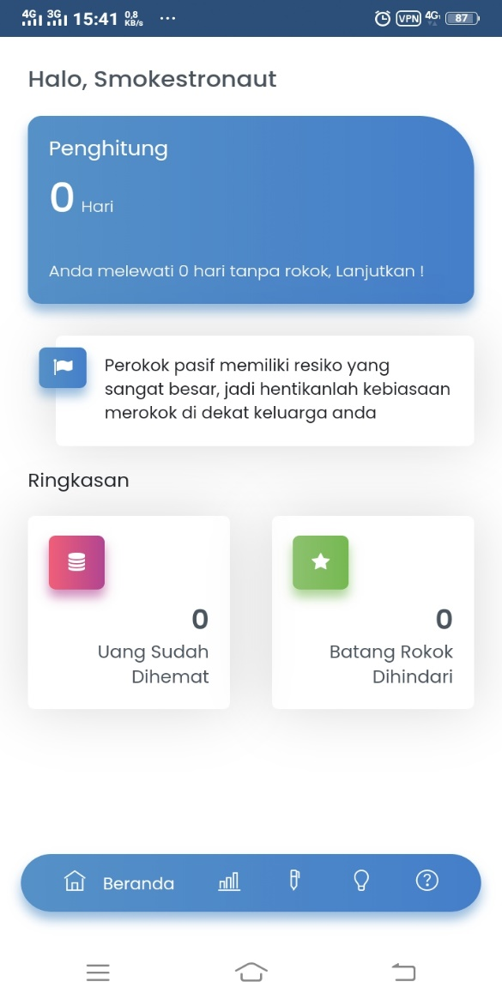 4G 3G 15:41 0,8 KB/s ... VPN 4G 87
Halo, Smokestronaut
Penghitung
0 Hari
Anda melewati 0 hari tanpa rokok, Lanjutkan !
Perokok pasif memiliki resiko yang
sangat besar, jadi hentikanlah kebiasaan
merokok di dekat keluarga anda
Ringkasan
0
Uang Sudah
Dihemat
0
Batang Rokok
Dihindari
Beranda